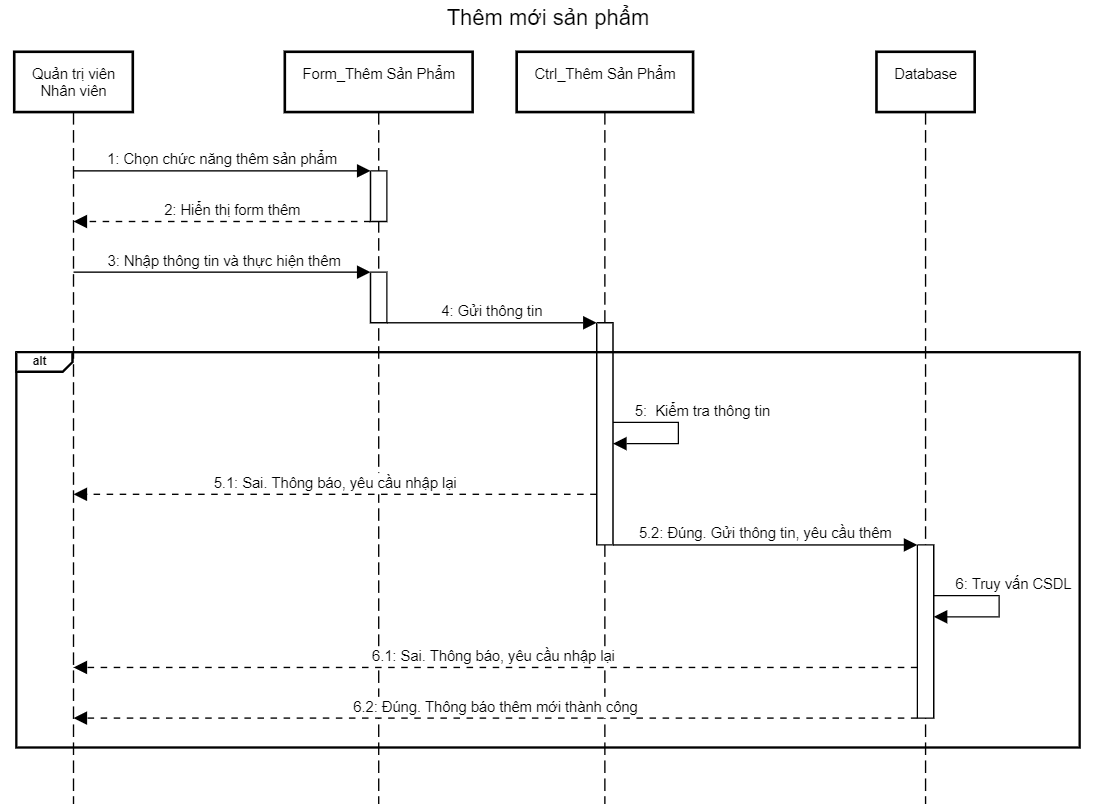 Thêm mới sản phẩm
Quản trị viên
Nhân viên
Form_Thêm Sản Phẩm
Ctrl_Thêm Sản Phẩm
Database
1: Chọn chức năng thêm sản phẩm
2: Hiển thị form thêm
3: Nhập thông tin và thực hiện thêm
4: Gửi thông tin
alt
5:  Kiểm tra thông tin
5.1: Sai. Thông báo, yêu cầu nhập lại
5.2: Đúng. Gửi thông tin, yêu cầu thêm
6: Truy vấn CSDL
6.1: Sai. Thông báo, yêu cầu nhập lại
6.2: Đúng. Thông báo thêm mới thành công